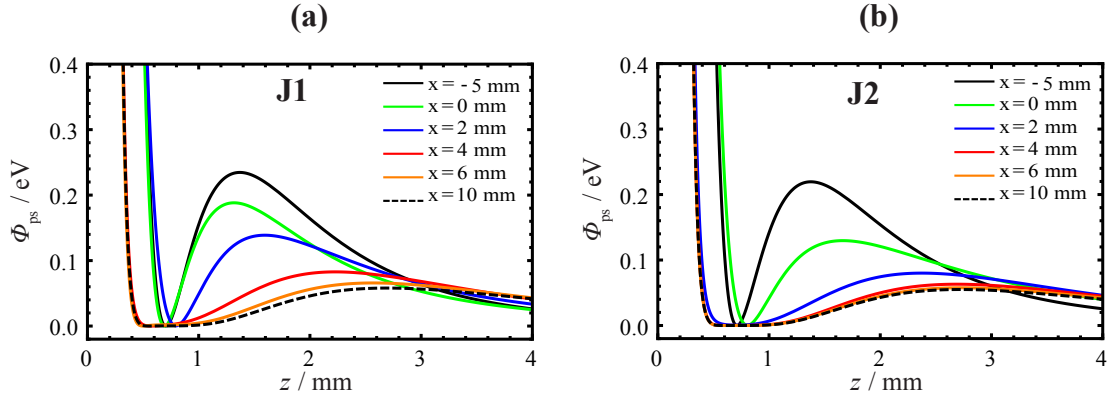 (a)
(b)
J1
x = - 5 mm
x = 0 mm
x = 2 mm
x = 4 mm
x = 6 mm
x = 10 mm
0.4
0.3
0.2
0.1
0.0
Φps / eV
0 1 2 3 4
z / mm
J2
x = - 5 mm
x = 0 mm
x = 2 mm
x = 4 mm
x = 6 mm
x = 10 mm
0.4
0.3
0.2
0.1
0.0
Φps / eV
0 1 2 3 4
z / mm